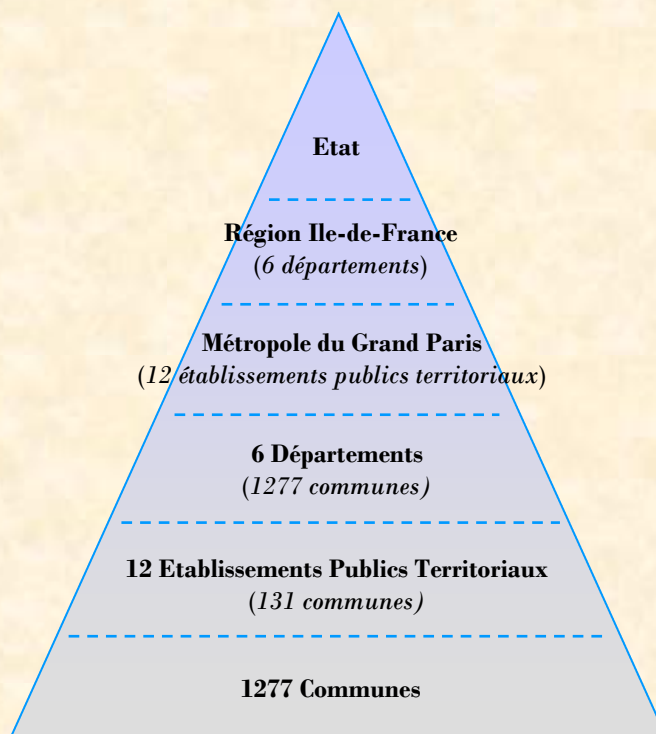 Etat
Région Ile-de-France
(6 départements)
Métropole du Grand Paris
(12 établissements publics territoriaux)
6 Départements
(1277 communes)
12 Etablissements Publics Territoriaux
(131 communes)
1277 Communes